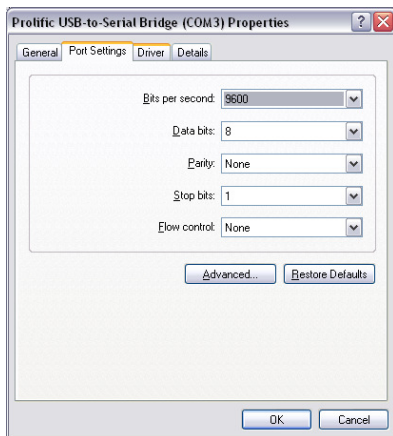 Prolific USB-to-Serial Bridge (COM3) Properties
General Port Settings Driver Details
Bits per second: 9600
Data bits: 8
Parity: None
Stop bits: 1
Flow control: None
Advanced... Restore Defaults
OK Cancel